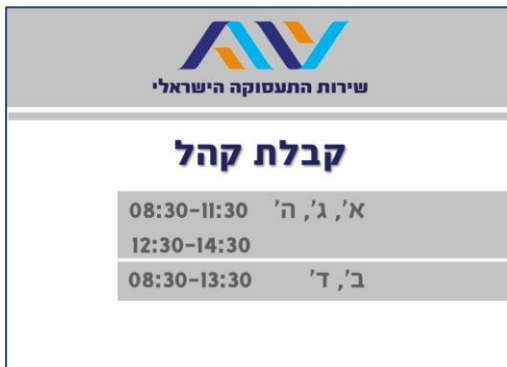 שירות התעסוקה הישראלי
קבלת קהל
א', ג', ה' 08:30-11:30
12:30-14:30
ב', ד' 08:30-13:30